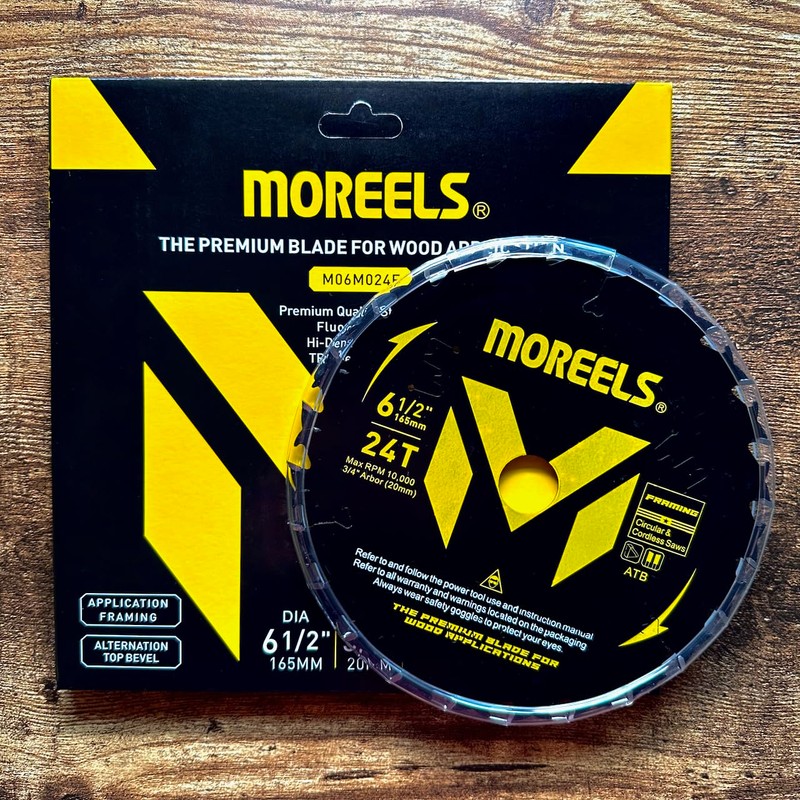 MOREELS®
THE PREMIUM BLADE FOR WOOD
M06M024F
Premium
DIA
6 1/2"
165MM
APPLICATION
FRAMING
ALTERNATION
TOP BEVEL
MOREELS®
6 1/2"
165mm
24T
Max RPM 10,000
3/4" Arbor (20mm)
FRAMING
Circular &
Cordless Saws
ATB
Refer to and follow the power tool use and instruction manual
Refer to all warranty and warnings located on the packaging
Always wear safety goggles to protect your eyes.
THE PREMIUM BLADE FOR
WOOD APPLICATIONS